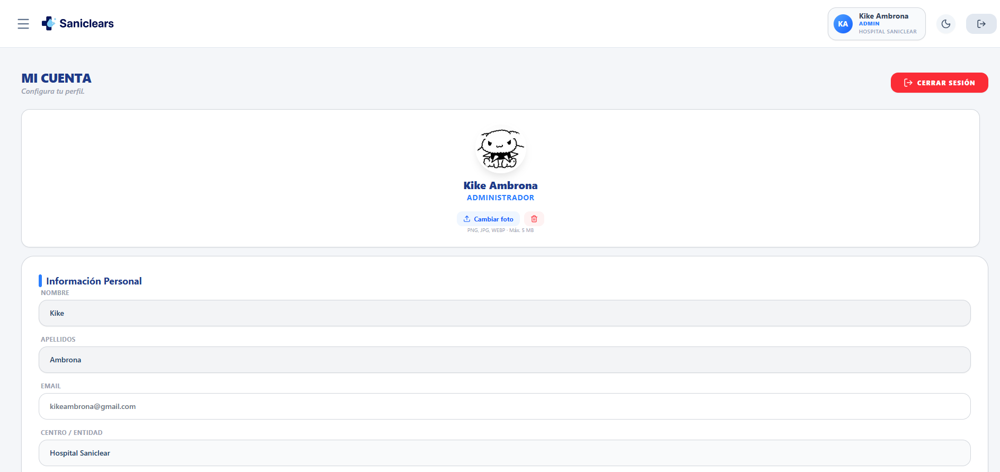 Saniclears
KA
Kike Ambrona
ADMIN
HOSPITAL SANICLEAR
MI CUENTA
Configura tu perfil.
CERRAR SESIÓN
Kike Ambrona
ADMINISTRADOR
Cambiar foto
PNG, JPG, WEBP · Máx. 5 MB
Información Personal
NOMBRE
Kike
APELLIDOS
Ambrona
EMAIL
kikeambrona@gmail.com
CENTRO / ENTIDAD
Hospital Saniclear